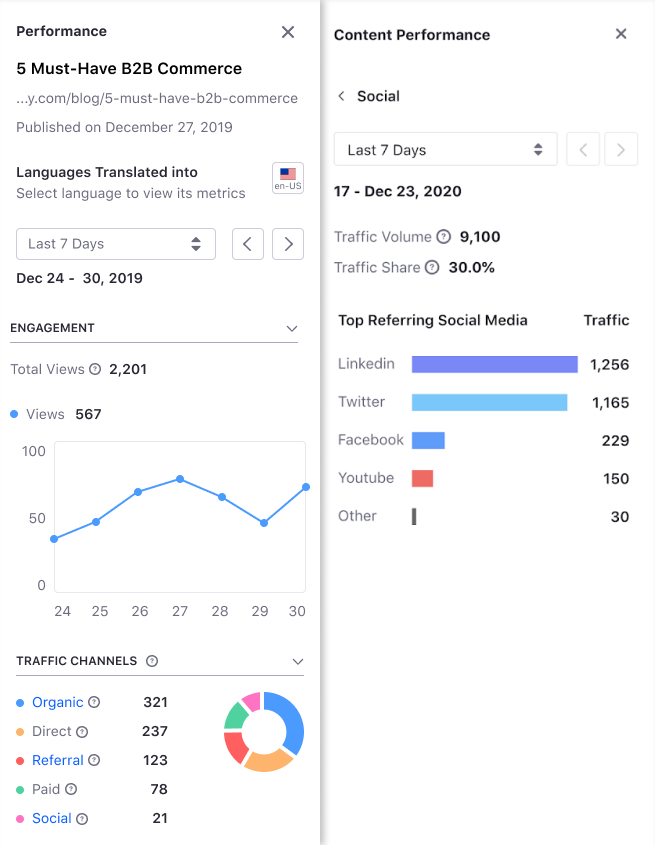 Performance
5 Must-Have B2B Commerce
...y.com/blog/5-must-have-b2b-commerce
Published on December 27, 2019
Languages Translated into
Select language to view its metrics
en-US
Last 7 Days
Dec 24 - 30, 2019
ENGAGEMENT
Total Views ? 2,201
Views 567
100
50
0
24 25 26 27 28 29 30
TRAFFIC CHANNELS ?
Organic ? 321
Direct ? 237
Referral ? 123
Paid ? 78
Social ? 21
Content Performance
Social
Last 7 Days
17 - Dec 23, 2020
Traffic Volume ? 9,100
Traffic Share ? 30.0%
Top Referring Social Media Traffic
Linkedin 1,256
Twitter 1,165
Facebook 229
Youtube 150
Other 30